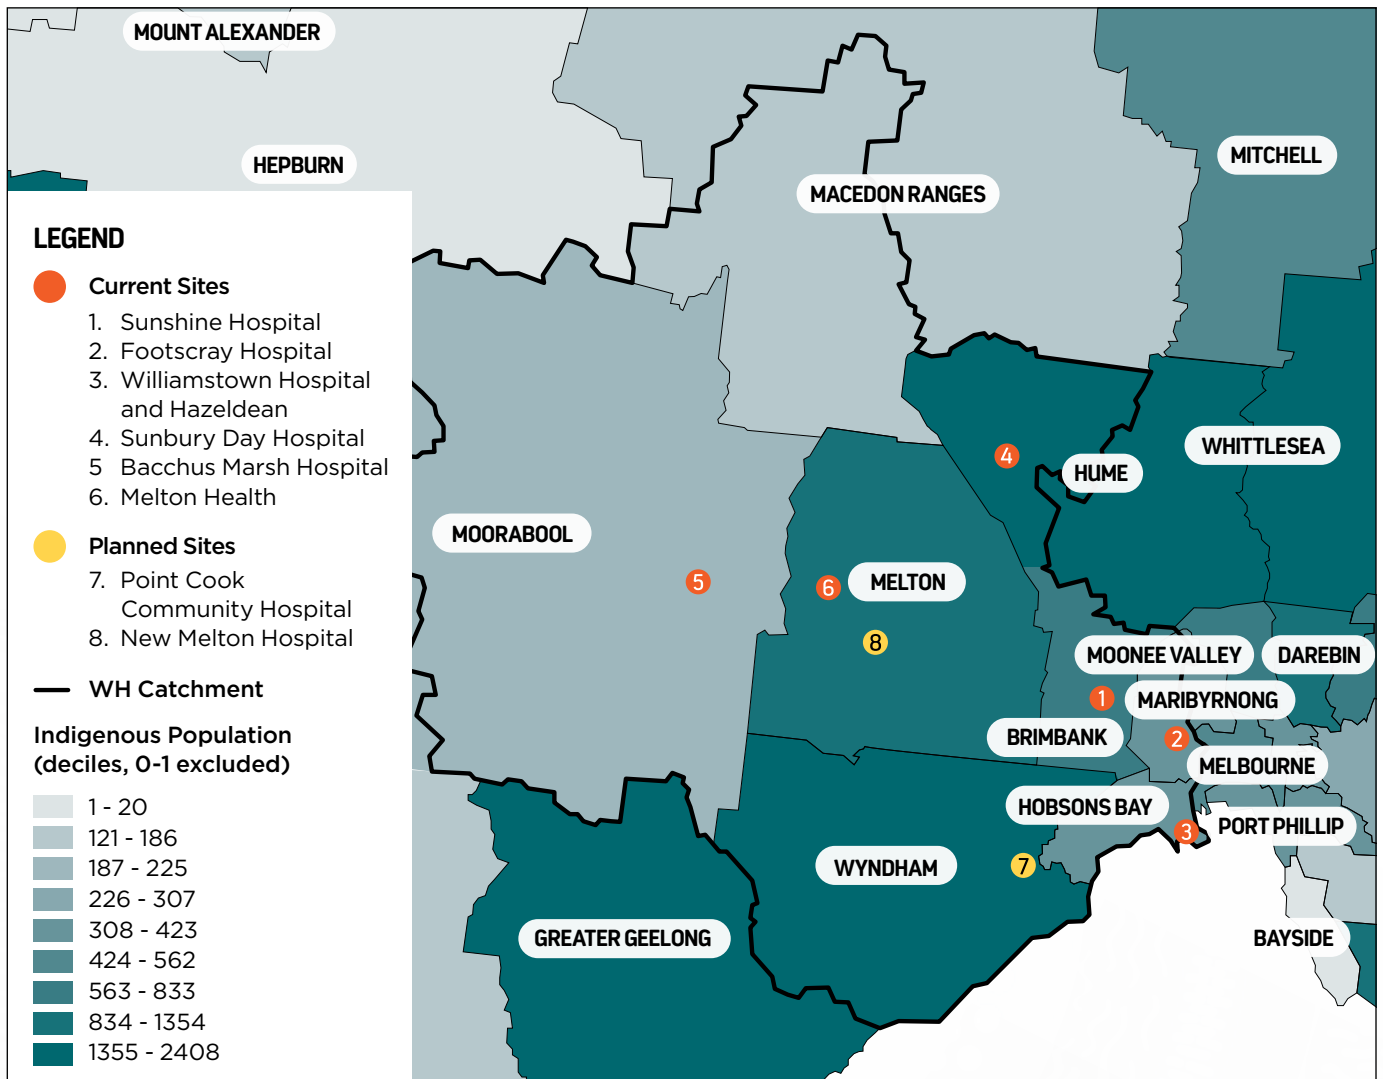 MOUNT ALEXANDER
HEPBURN
MITCHELL
MACEDON RANGES
LEGEND
Current Sites
1. Sunshine Hospital
2. Footscray Hospital
3. Williamstown Hospital
and Hazeldean
4. Sunbury Day Hospital
5 Bacchus Marsh Hospital
6. Melton Health
Planned Sites
7. Point Cook
Community Hospital
8. New Melton Hospital
WH Catchment
Indigenous Population
(deciles, 0-1 excluded)
1 - 20
121 - 186
187 - 225
226 - 307
308 - 423
424 - 562
563 - 833
834 - 1354
1355 - 2408
WHITTLESEA
4
HUME
MOORABOOL
5
6
MELTON
8
MOONEE VALLEY
DAREBIN
1
MARIBYRNONG
BRIMBANK
2
MELBOURNE
HOBSONS BAY
3
PORT PHILLIP
WYNDHAM
7
GREATER GEELONG
BAYSIDE